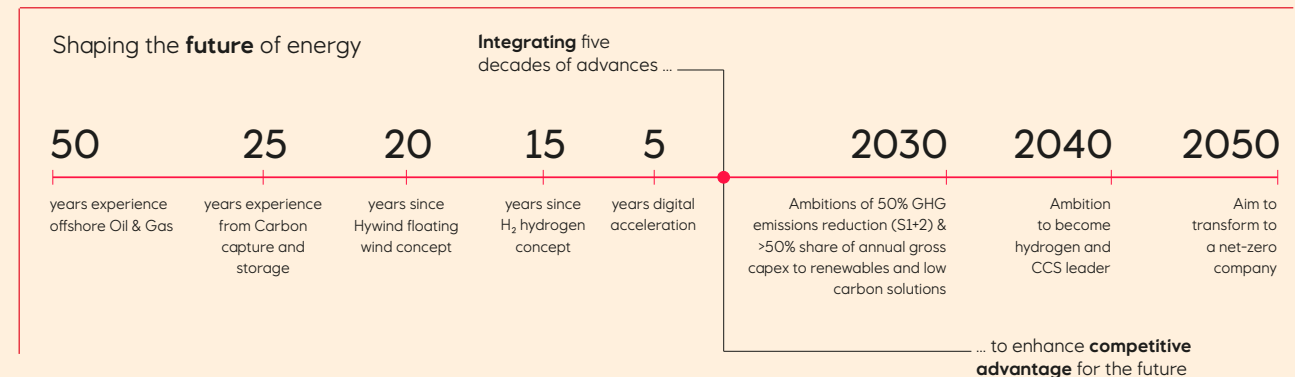 Shaping the future of energy
Integrating five
decades of advances ...
50
years experience
offshore Oil & Gas
25
years experience
from Carbon
capture and
storage
20
years since
Hywind floating
wind concept
15
years since
H₂ hydrogen
concept
5
years digital
acceleration
2030
Ambitions of 50% GHG
emissions reduction (S1+2) &
>50% share of annual gross
capex to renewables and low
carbon solutions
2040
Ambition
to become
hydrogen and
CCS leader
2050
Aim to
transform to
a net-zero
company
... to enhance competitive
advantage for the future